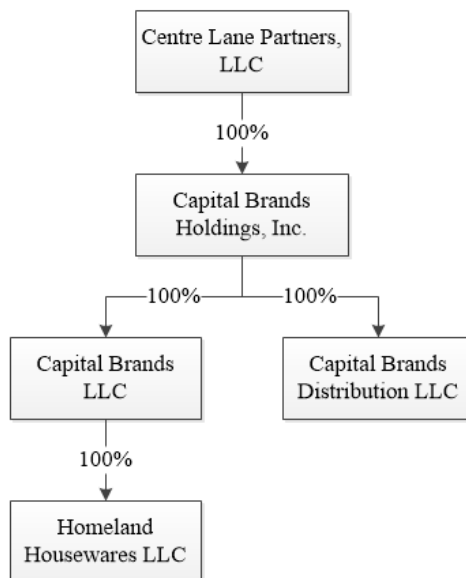 Centre Lane Partners,
LLC
100%
Capital Brands
Holdings, Inc.
100%
100%
Capital Brands
LLC
Capital Brands
Distribution LLC
100%
Homeland
Housewares LLC